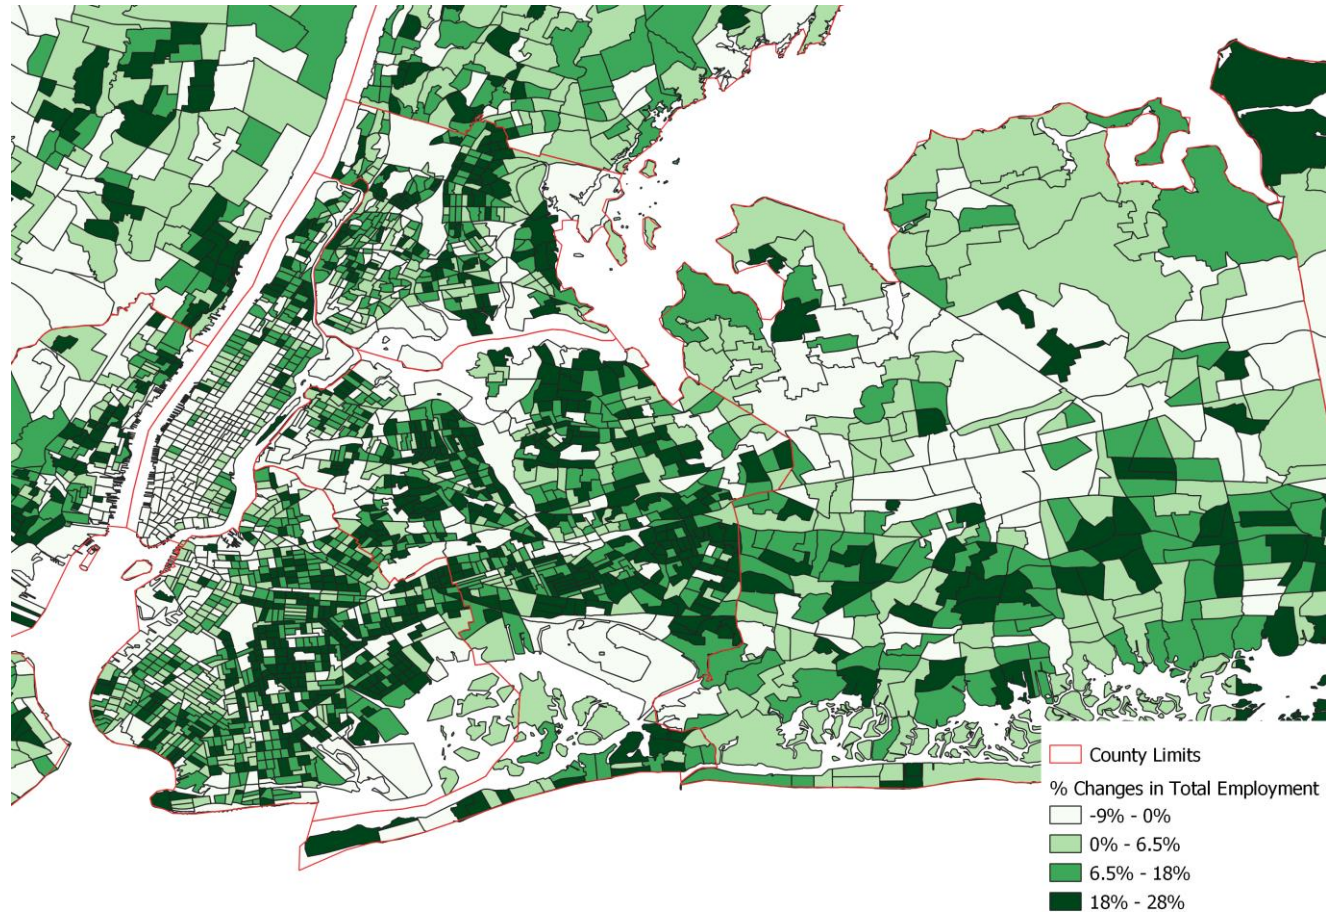 County Limits
% Changes in Total Employment
-9% - 0%
0% - 6.5%
6.5% - 18%
18% - 28%